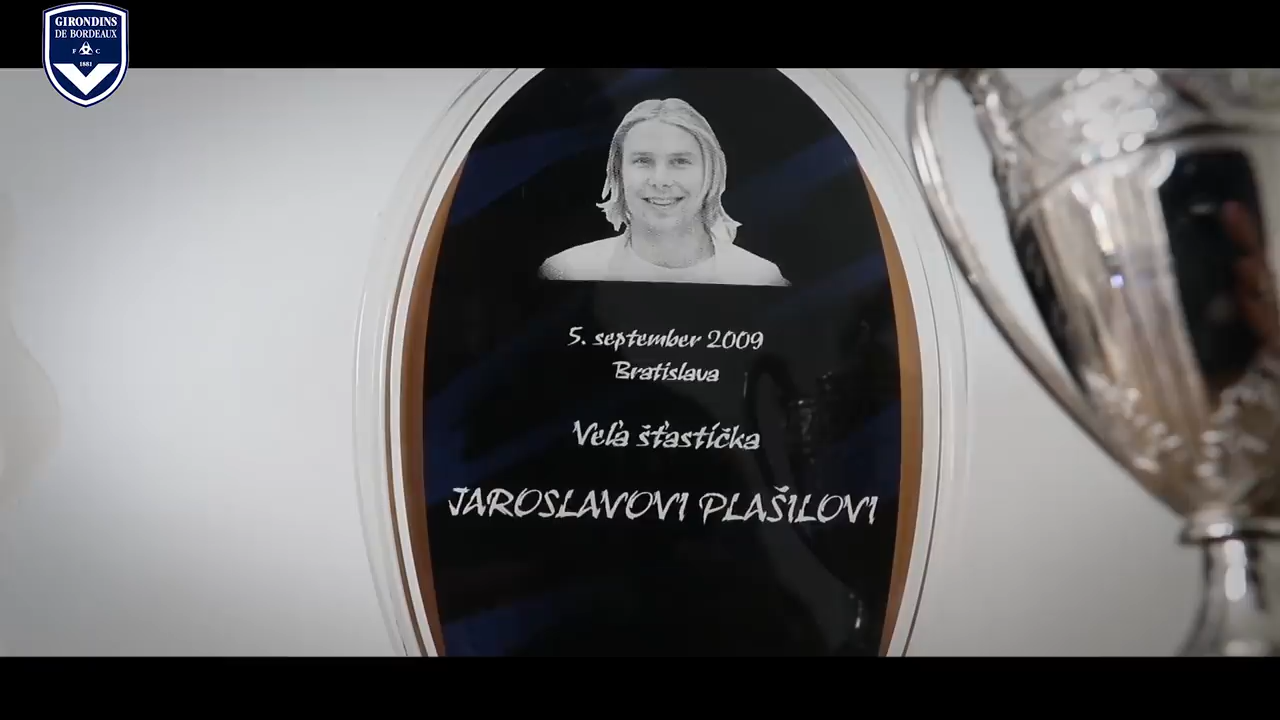 GIRONDINS
DE BORDEAUX
F C
1881
5. september 2009
Bratislava
Veľa šťastíčka
JAROSLAVOVI PLAŠILOVI